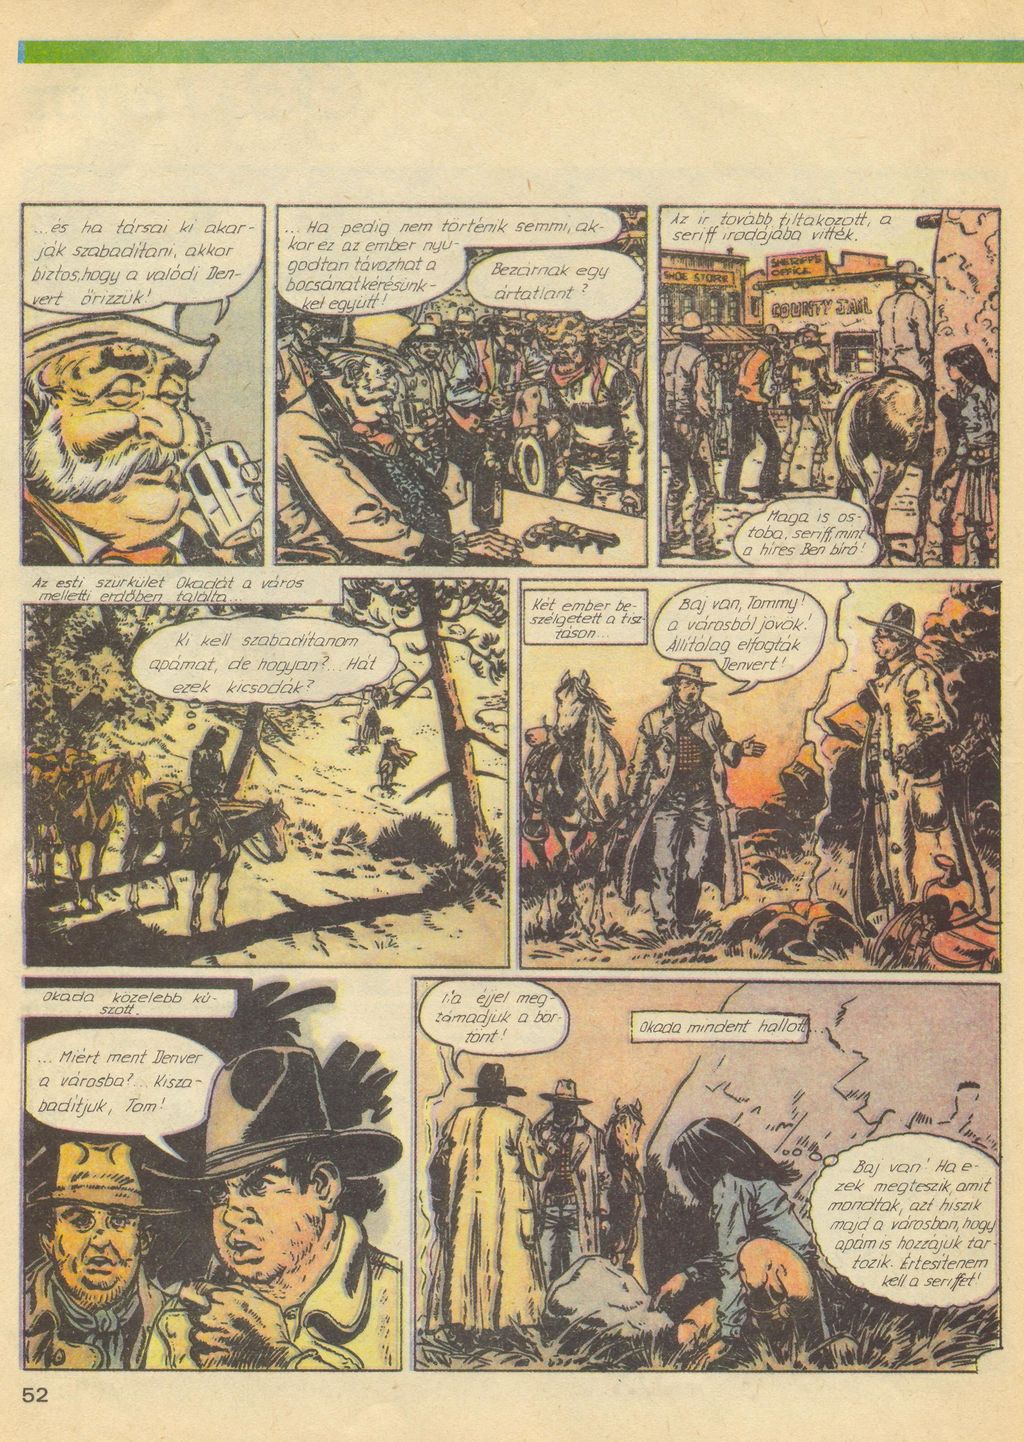 ...és ha társai ki akar-
ják szabadítani, akkor
biztos, hogy a valódi Den-
vert őrizzük!
... Ha pedig nem történik semmi, ak-
kor ez az ember nyu-
godtan távozhat a
bocsánatkérésünk-
kel együtt!
Bezárnak egy
ártatlant?
Az ír tovább tiltakozott, a
seriff irodájába vitték.
SHOE STORE
SHERIFF'S
OFFICE
COUNTY JAIL
Maga is os-
toba, seriff, mint
a híres Ben bíró!
Az esti szürkület Okadát a város
melletti erdőben találta...
Ki kell szabadítanom
apámat, de hogyan?... Hát
ezek kicsodák?
Két ember be-
szélgetett a tisz-
táson...
Baj van, Tommy!
a városból jövök!
Állítólag elfogták
Denvert!
Okada közelebb kú-
szott.
... Miért ment Denver
a városba?... Kisza-
badítjuk, Tom!
Ma éjjel meg-
támadjuk a bör-
tönt!
Okada mindent hallott...
Baj van! Ha e-
zek megteszik, amit
mondtak, azt hiszik
majd a városban, hogy
apám is hozzájuk tar-
tozik. Értesítenem
kell a seriffet!
52